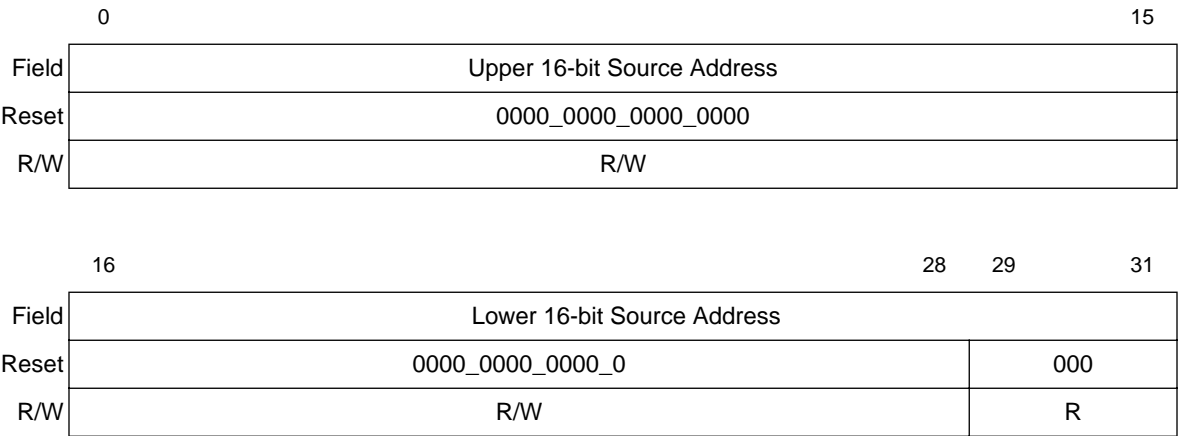 0 15
Field Upper 16-bit Source Address
Reset 0000_0000_0000_0000
R/W R/W
16 28 29 31
Field Lower 16-bit Source Address
Reset 0000_0000_0000_0 000
R/W R/W R